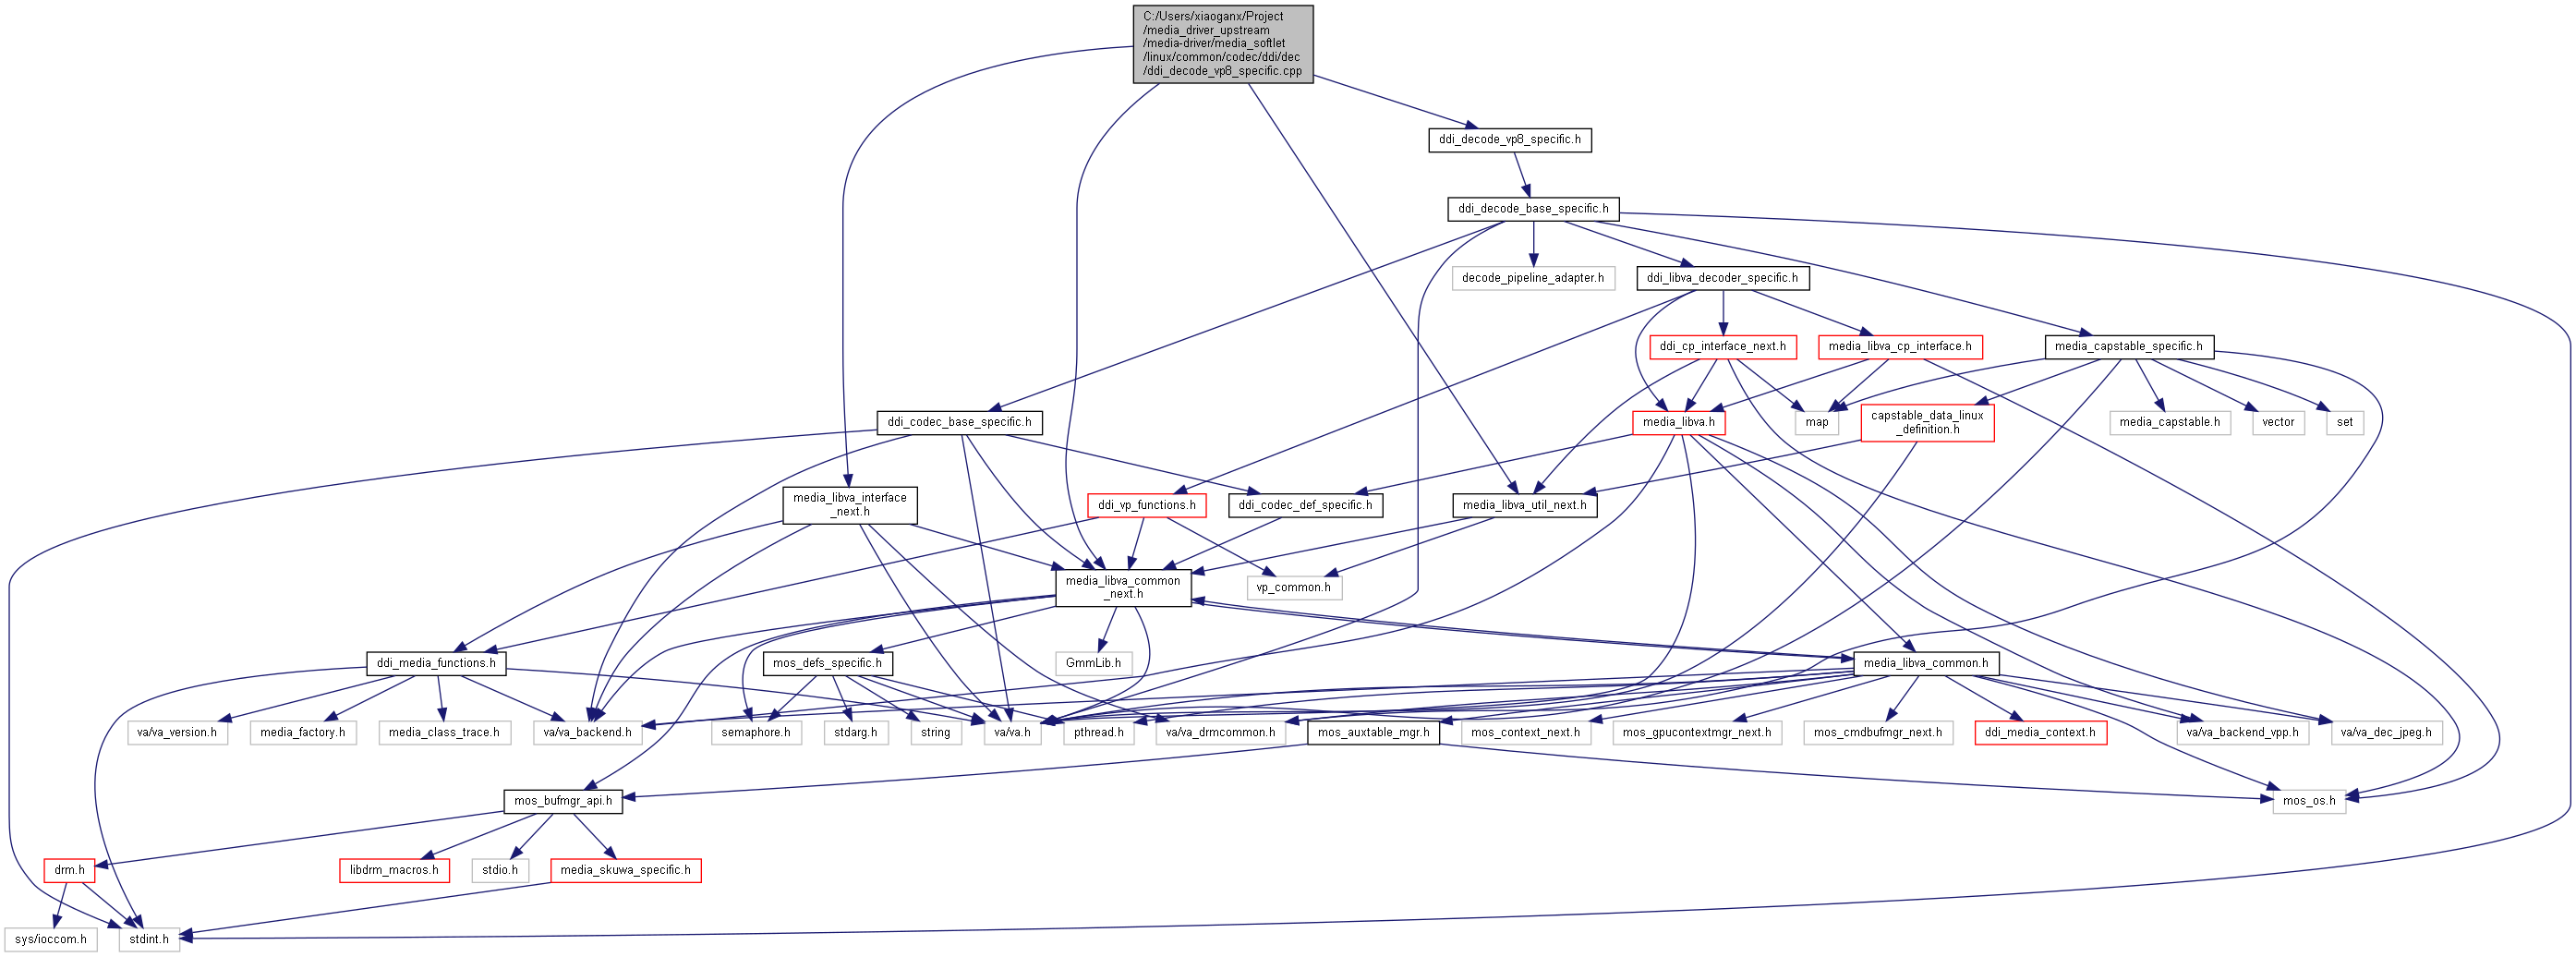 C:/Users/xiaoganx/Project
/media_driver_upstream
/media-driver/media_softlet
/linux/common/codec/ddi/dec
/ddi_decode_vp8_specific.cpp
ddi_decode_vp8_specific.h
ddi_decode_base_specific.h
decode_pipeline_adapter.h
ddi_libva_decoder_specific.h
ddi_cp_interface_next.h
media_libva_cp_interface.h
media_capstable_specific.h
ddi_codec_base_specific.h
media_libva.h
map
capstable_data_linux
_definition.h
media_capstable.h
vector
set
media_libva_interface
_next.h
ddi_vp_functions.h
ddi_codec_def_specific.h
media_libva_util_next.h
media_libva_common
_next.h
vp_common.h
ddi_media_functions.h
mos_defs_specific.h
GmmLib.h
media_libva_common.h
va/va_version.h
media_factory.h
media_class_trace.h
va/va_backend.h
semaphore.h
stdarg.h
string
va/va.h
pthread.h
va/va_drmcommon.h
mos_auxtable_mgr.h
mos_context_next.h
mos_gpucontextmgr_next.h
mos_cmdbufmgr_next.h
ddi_media_context.h
va/va_backend_vpp.h
va/va_dec_jpeg.h
mos_bufmgr_api.h
mos_os.h
drm.h
libdrm_macros.h
stdio.h
media_skuwa_specific.h
sys/ioccom.h
stdint.h